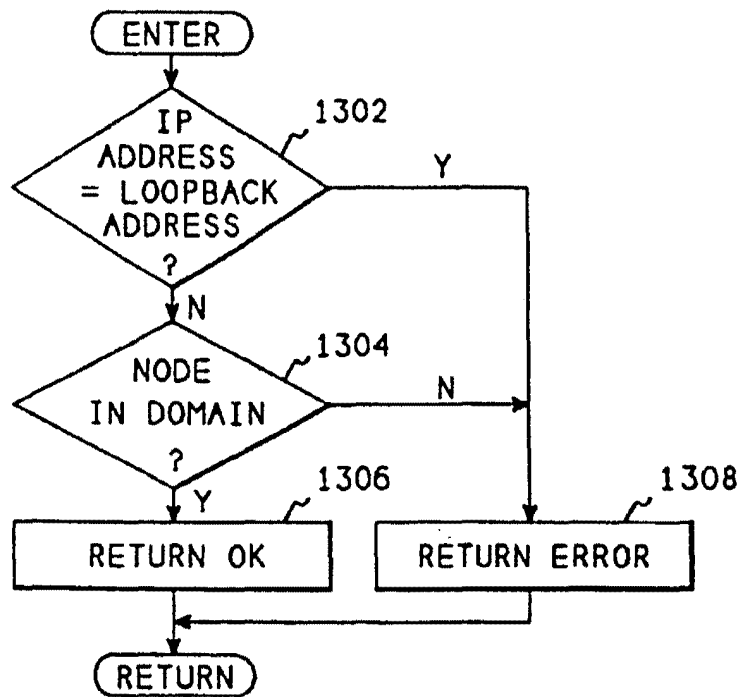 ENTER
1302
IP
ADDRESS
= LOOPBACK
ADDRESS
?
Y
N
1304
NODE
IN DOMAIN
?
N
Y
1306
RETURN OK
1308
RETURN ERROR
RETURN